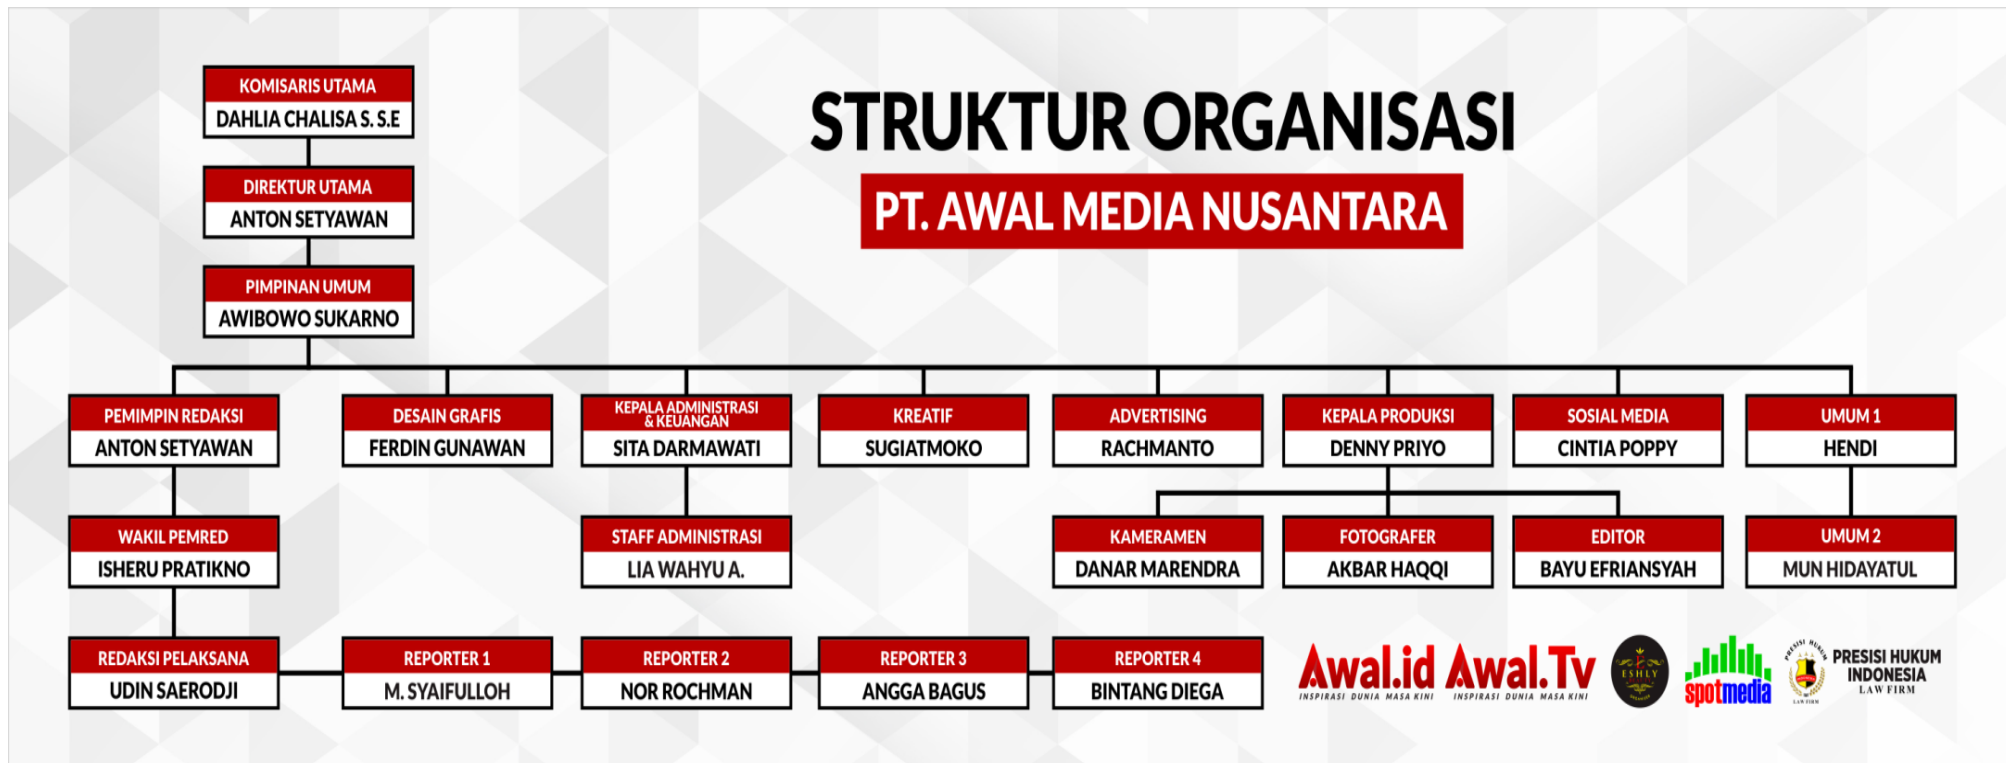 STRUKTUR ORGANISASI
PT. AWAL MEDIA NUSANTARA
KOMISARIS UTAMA
DAHLIA CHALISA S. S.E
DIREKTUR UTAMA
ANTON SETYAWAN
PIMPINAN UMUM
AWIBOWO SUKARNO
PEMIMPIN REDAKSI
ANTON SETYAWAN
DESAIN GRAFIS
FERDIN GUNAWAN
KEPALA ADMINISTRASI
& KEUANGAN
SITA DARMAWATI
KREATIF
SUGIATMOKO
ADVERTISING
RACHMANTO
KEPALA PRODUKSI
DENNY PRIYO
SOSIAL MEDIA
CINTIA POPPY
UMUM 1
HENDI
WAKIL PEMRED
ISHERU PRATIKNO
STAFF ADMINISTRASI
LIA WAHYU A.
KAMERAMEN
DANAR MARENDRA
FOTOGRAFER
AKBAR HAQQI
EDITOR
BAYU EFRIANSYAH
UMUM 2
MUN HIDAYATUL
REDAKSI PELAKSANA
UDIN SAERODJI
REPORTER 1
M. SYAIFULLOH
REPORTER 2
NOR ROCHMAN
REPORTER 3
ANGGA BAGUS
REPORTER 4
BINTANG DIEGA
Awal.id
INSPIRASI DUNIA MASA KINI
Awal.Tv
INSPIRASI DUNIA MASA KINI
ESHLY
spotmedia
PRESISI HUKUM
LAW FIRM
PRESISI HUKUM
INDONESIA
LAW FIRM